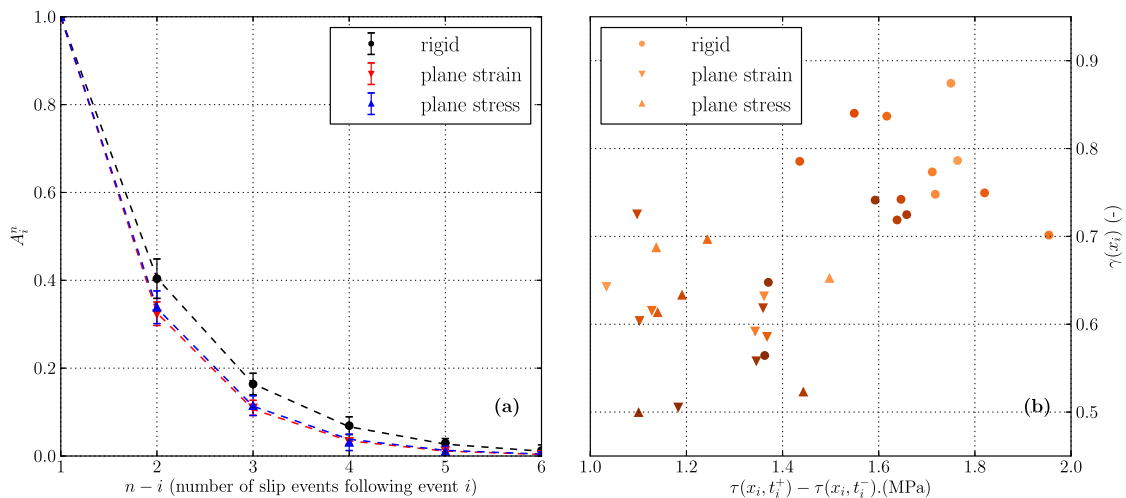 1.0
0.8
0.6
0.4
0.2
0.0
A_i^n
1 2 3 4 5 6
n − i (number of slip events following event i)
rigid
plane strain
plane stress
(a)
rigid
plane strain
plane stress
(b)
0.9
0.8
0.7
0.6
0.5
γ(x_i) (-)
1.0 1.2 1.4 1.6 1.8 2.0
τ(x_i, t_i^+) − τ(x_i, t_i^-).(MPa)